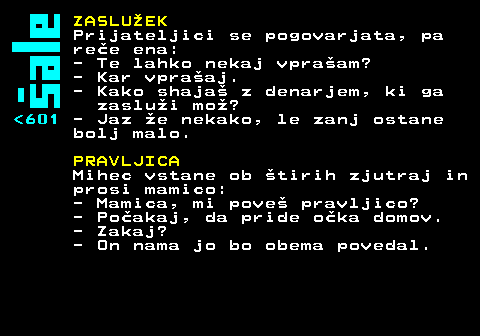 Šale
<601
ZASLUŽEK
Prijateljici se pogovarjata, pa
reče ena:
- Te lahko nekaj vprašam?
- Kar vprašaj.
- Kako shajaš z denarjem, ki ga
zasluži mož?
- Jaz že nekako, le zanj ostane
bolj malo.
PRAVLJICA
Mihec vstane ob štirih zjutraj in
prosi mamico:
- Mamica, mi poveš pravljico?
- Počakaj, da pride očka domov.
- Zakaj?
- On nama jo bo obema povedal.